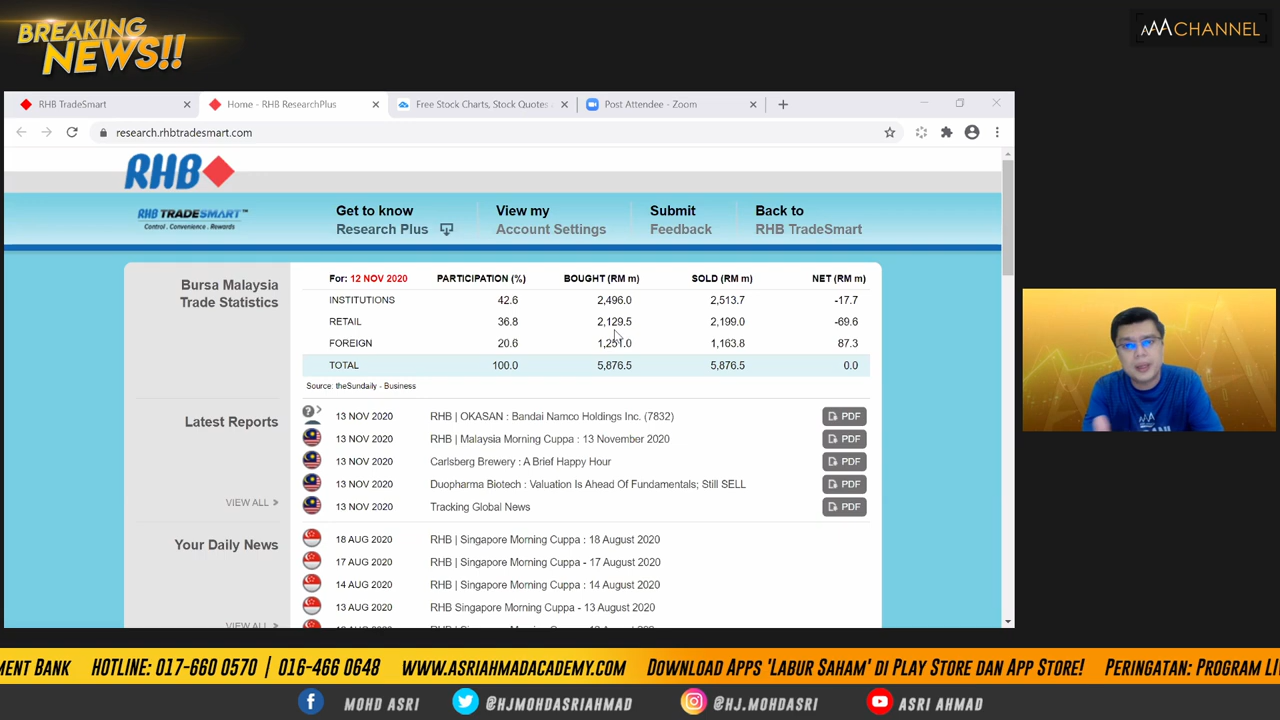 BREAKING
NEWS!!
AAA CHANNEL
RHB TradeSmart
Home - RHB ResearchPlus
Free Stock Charts, Stock Quotes
Post Attendee - Zoom
research.rhbtradesmart.com
RHB
RHB TRADESMART™
Control . Convenience . Rewards
Get to know
Research Plus
View my
Account Settings
Submit
Feedback
Back to
RHB TradeSmart
Bursa Malaysia
Trade Statistics
For: 12 NOV 2020 PARTICIPATION (%) BOUGHT (RM m) SOLD (RM m) NET (RM m)
INSTITUTIONS 42.6 2,496.0 2,513.7 -17.7
RETAIL 36.8 2,129.5 2,199.0 -69.6
FOREIGN 20.6 1,163.8 87.3
TOTAL 100.0 5,876.5 5,876.5 0.0
Source: theSundaily - Business
Latest Reports
13 NOV 2020 RHB | OKASAN : Bandai Namco Holdings Inc. (7832) PDF
13 NOV 2020 RHB | Malaysia Morning Cuppa : 13 November 2020 PDF
13 NOV 2020 Carlsberg Brewery : A Brief Happy Hour PDF
13 NOV 2020 Duopharma Biotech : Valuation Is Ahead Of Fundamentals; Still SELL PDF
13 NOV 2020 Tracking Global News PDF
VIEW ALL >
Your Daily News
18 AUG 2020 RHB | Singapore Morning Cuppa : 18 August 2020
17 AUG 2020 RHB | Singapore Morning Cuppa - 17 August 2020
14 AUG 2020 RHB | Singapore Morning Cuppa : 14 August 2020
13 AUG 2020 RHB Singapore Morning Cuppa - 13 August 2020
VIEW ALL >
MENT BANK HOTLINE: 017-660 0570 | 016-466 0648 WWW.ASRIAHMADACADEMY.COM DOWNLOAD APPS 'LABUR SAHAM' DI PLAY STORE DAN APP STORE! PERINGATAN: PROGRAM LI
MOHD ASRI @HJMOHDASRIAHMAD @HJ.MOHDASRI ASRI AHMAD